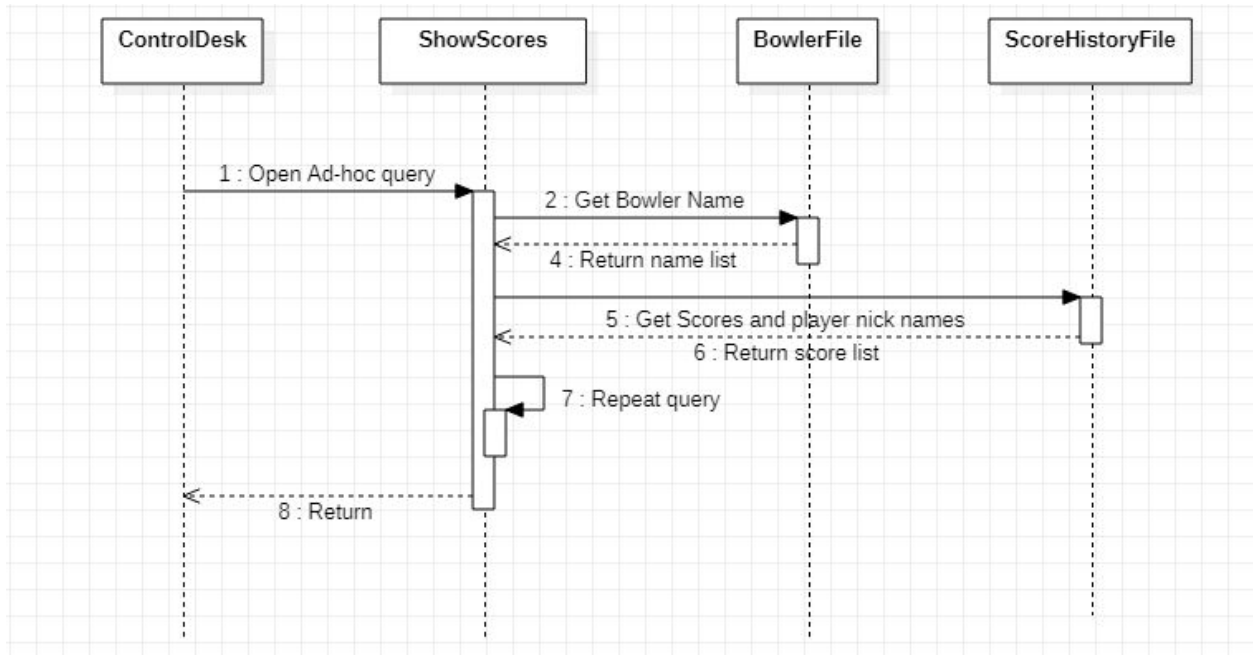 ControlDesk
ShowScores
BowlerFile
ScoreHistoryFile
1 : Open Ad-hoc query
2 : Get Bowler Name
4 : Return name list
5 : Get Scores and player nick names
6 : Return score list
7 : Repeat query
8 : Return